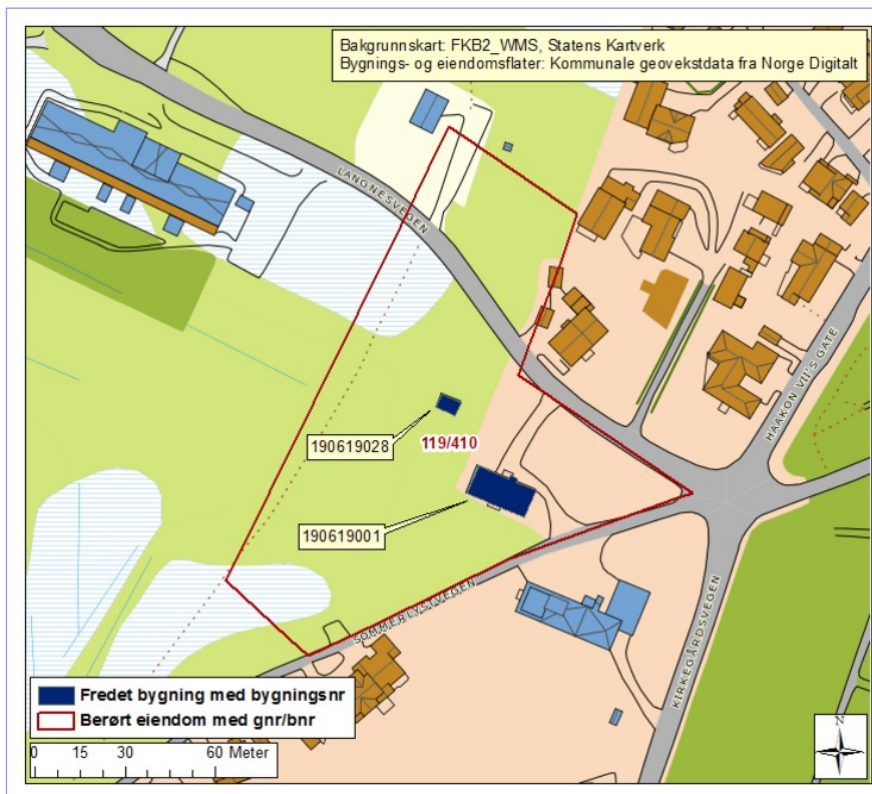 Bakgrunnskart: FKB2_WMS, Statens Kartverk
Bygnings- og eiendomsflater: Kommunale geovekstdata fra Norge Digitalt
LANGNESVEGEN
HAAKON VII'S GATE
190619028
119/410
190619001
SOMMERLYSTVEGEN
KIRKEGÅRDSVEGEN
Fredet bygning med bygningsnr
Berørt eiendom med gnr/bnr
0 15 30 60 Meter
N